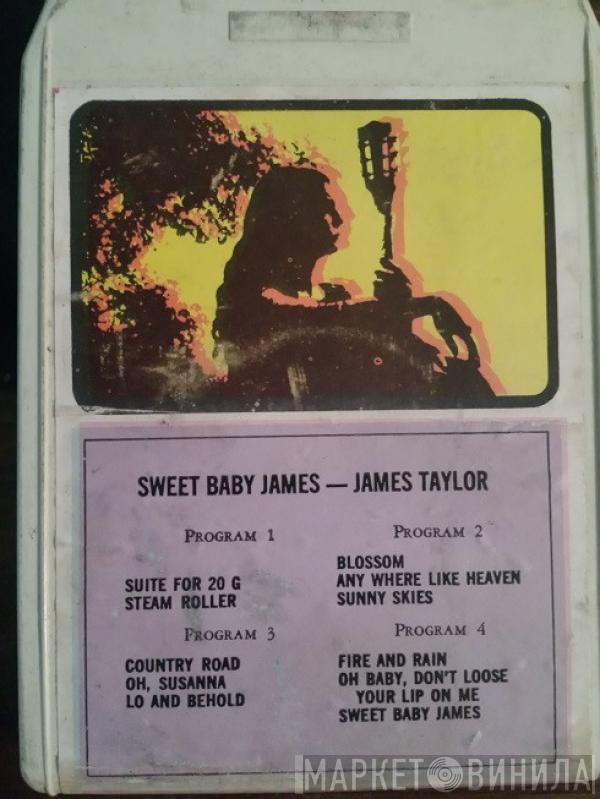 SWEET BABY JAMES — JAMES TAYLOR
PROGRAM 1
SUITE FOR 20 G
STEAM ROLLER
PROGRAM 2
BLOSSOM
ANY WHERE LIKE HEAVEN
SUNNY SKIES
PROGRAM 3
COUNTRY ROAD
OH, SUSANNA
LO AND BEHOLD
PROGRAM 4
FIRE AND RAIN
OH BABY, DON'T LOOSE
YOUR LIP ON ME
SWEET BABY JAMES
МАРКЕТ ВИНИЛА